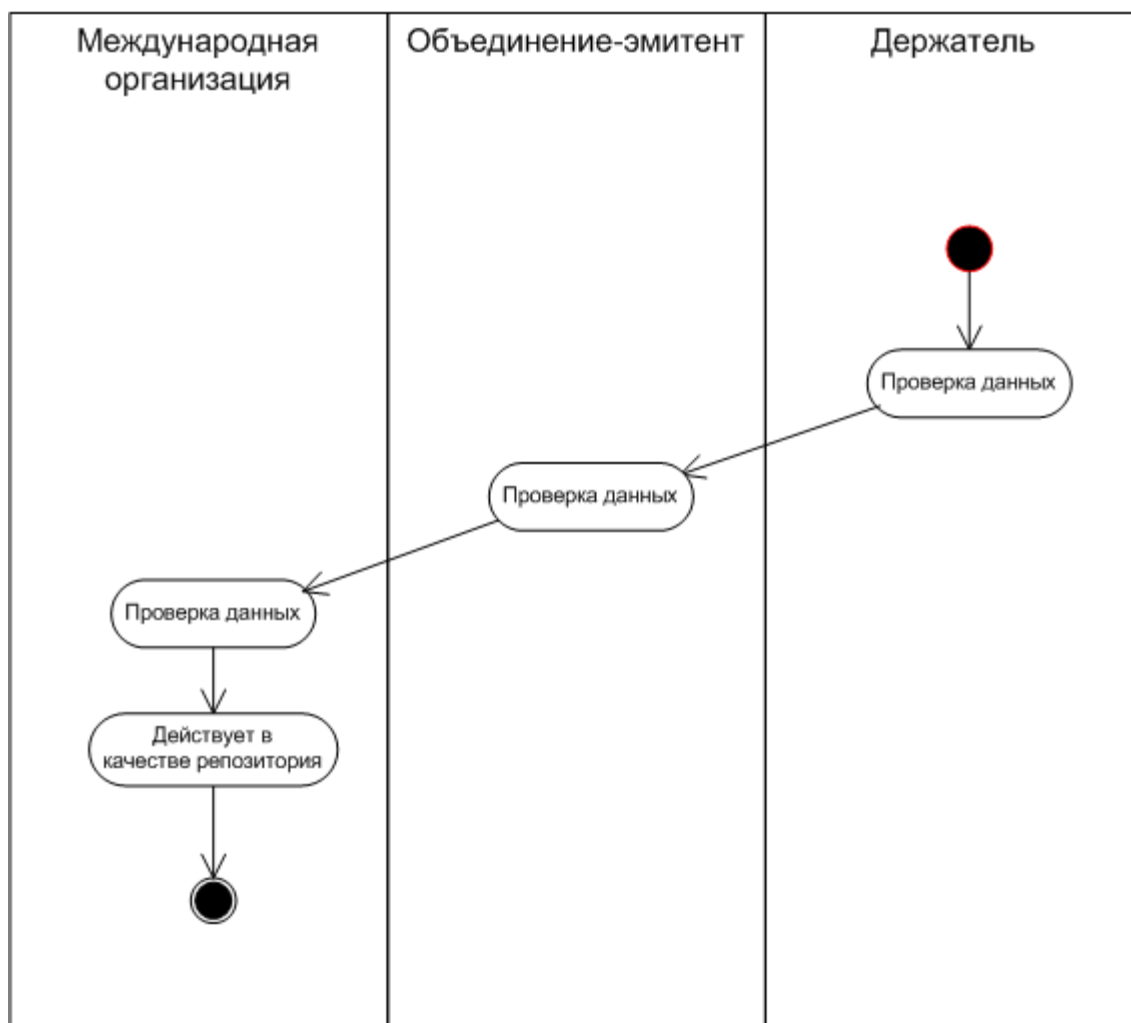 Международная
организация
Объединение-эмитент
Держатель
Проверка данных
Проверка данных
Проверка данных
Действует в
качестве репозитория